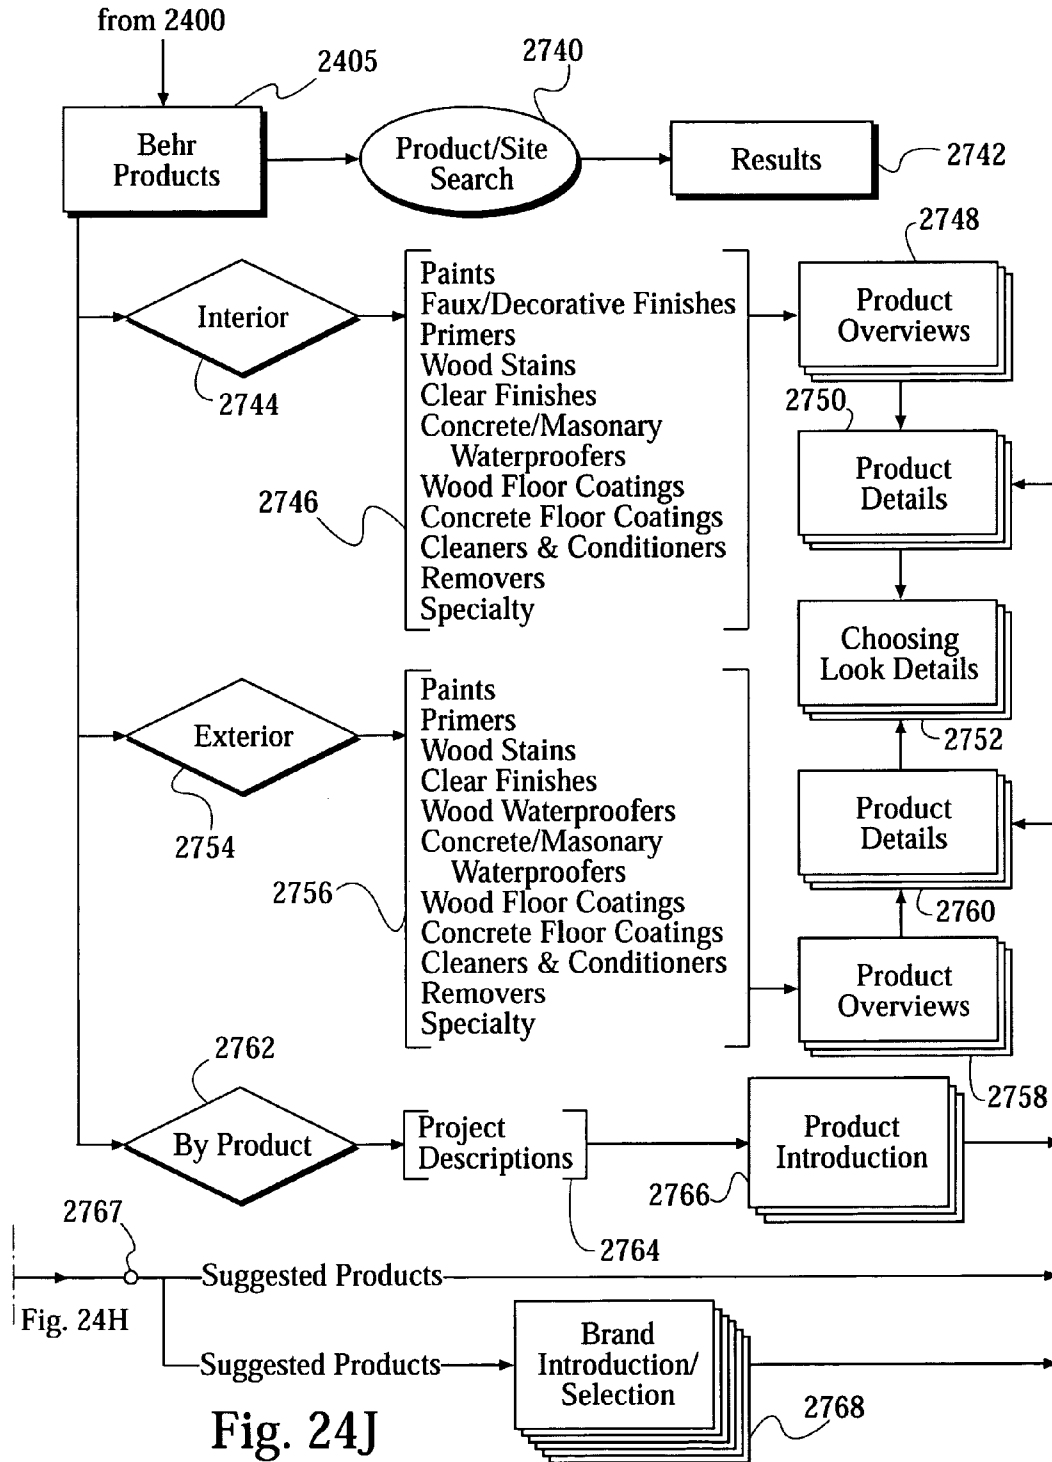 from 2400
2405
Behr
Products
2740
Product/Site
Search
Results
2742
2748
Interior
2744
Paints
Faux/Decorative Finishes
Primers
Wood Stains
Clear Finishes
Concrete/Masonary
Waterproofers
Wood Floor Coatings
Concrete Floor Coatings
Cleaners & Conditioners
Removers
Specialty
2746
Product
Overviews
2750
Product
Details
Choosing
Look Details
2752
Exterior
2754
Paints
Primers
Wood Stains
Clear Finishes
Wood Waterproofers
Concrete/Masonary
Waterproofers
Wood Floor Coatings
Concrete Floor Coatings
Cleaners & Conditioners
Removers
Specialty
2756
Product
Details
2760
Product
Overviews
2758
2762
By Product
Project
Descriptions
2764
Product
Introduction
2766
2767
Suggested Products
Fig. 24H
Suggested Products
Brand
Introduction/
Selection
2768
Fig. 24J